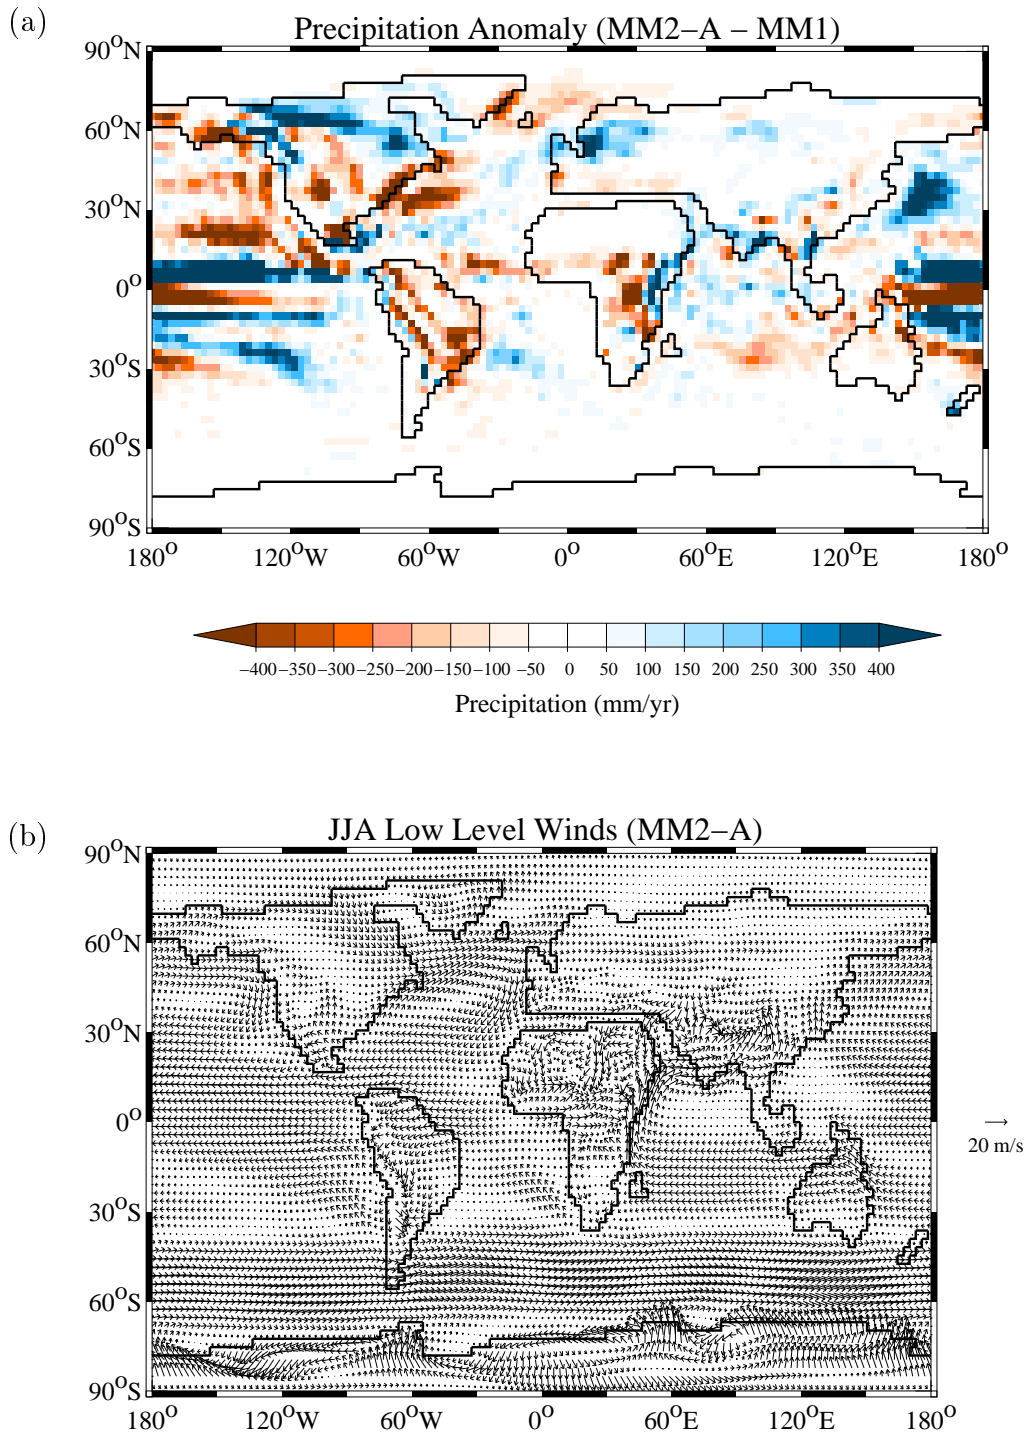 (a)
Precipitation Anomaly (MM2−A − MM1)
90°N
60°N
30°N
0°
30°S
60°S
90°S
180° 120°W 60°W 0° 60°E 120°E 180°
−400 −350 −300 −250 −200 −150 −100 −50 0 50 100 150 200 250 300 350 400
Precipitation (mm/yr)
(b)
JJA Low Level Winds (MM2−A)
90°N
60°N
30°N
0°
20 m/s
30°S
60°S
90°S
180° 120°W 60°W 0° 60°E 120°E 180°